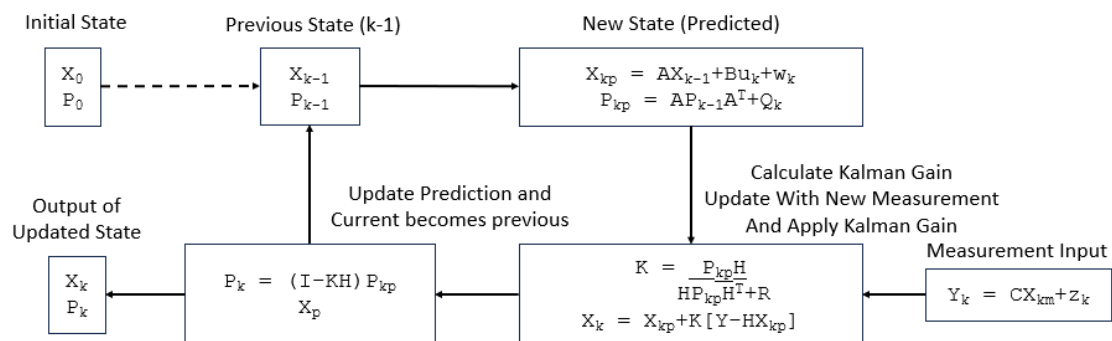 Initial State
X₀
P₀
Previous State (k-1)
Xₖ₋₁
Pₖ₋₁
New State (Predicted)
Xₖₚ = AXₖ₋₁+Buₖ+wₖ
Pₖₚ = APₖ₋₁Aᵀ+Qₖ
Calculate Kalman Gain
Update With New Measurement
And Apply Kalman Gain
Measurement Input
Yₖ = CXₖₘ+zₖ
K = PₖₚH
HPₖₚHᵀ+R
Xₖ = Xₖₚ+K[Y-HXₖₚ]
Update Prediction and
Current becomes previous
Pₖ = (I-KH)Pₖₚ
Xₚ
Output of
Updated State
Xₖ
Pₖ